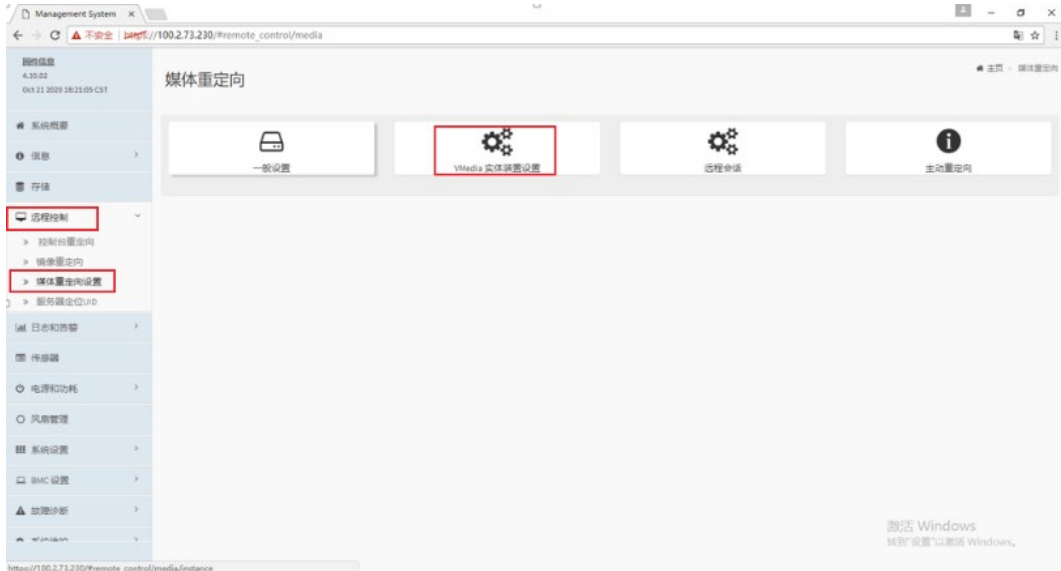 Management System
不安全 | https://100.2.73.230/#remote_control/media
固件信息
4.10.02
Oct 21 2020 18:21:05 CST
媒体重定向
主页 - 媒体重定向
系统概要
信息
存储
远程控制
控制台重定向
镜像重定向
媒体重定向设置
服务器定位UID
日志和告警
传感器
电源和功耗
风扇管理
系统设置
BMC 设置
故障诊断
一般设置
VMedia 实体装置设置
远程会话
主动重定向
激活 Windows
转到"设置"以激活 Windows。
https://100.2.73.230/#remote_control/media/instance